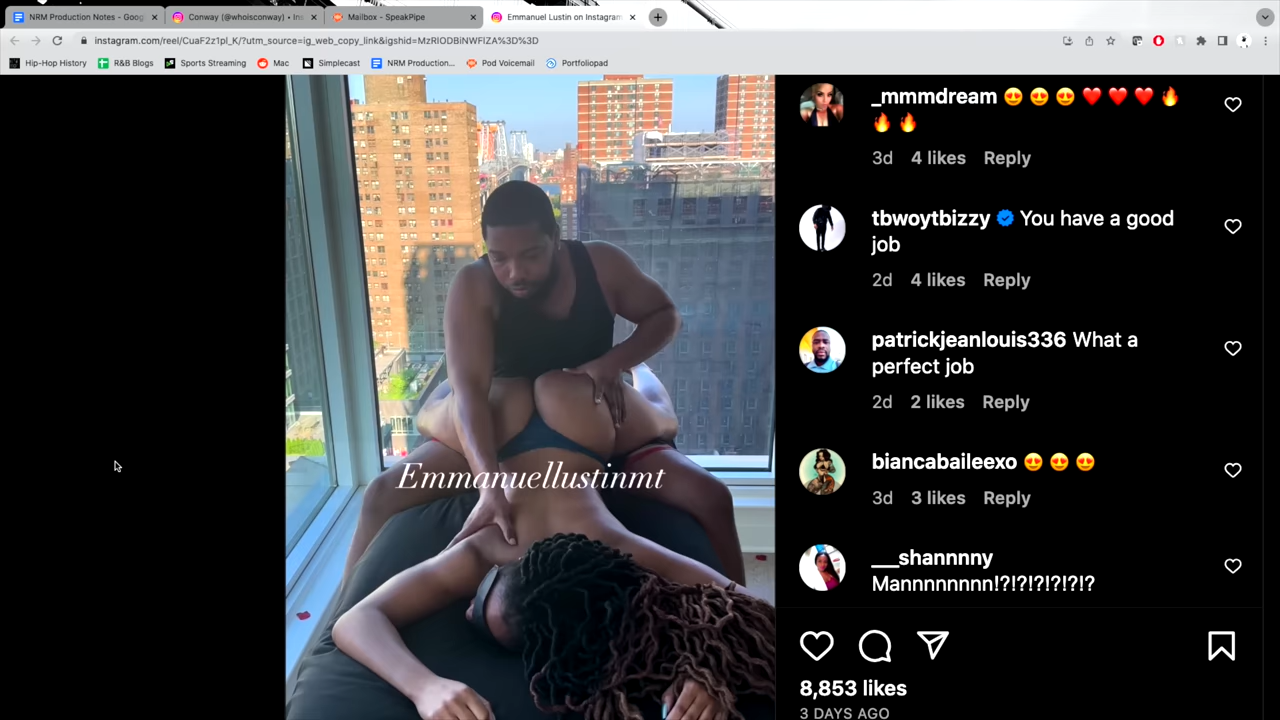 NRM Production Notes - Goog
Conway (@whoisconway) • Ins
Mailbox - SpeakPipe
Emmanuel Lustin on Instagram
instagram.com/reel/CuaF2z1pl_K/?utm_source=ig_web_copy_link&igshid=MzRlODBiNWFlZA%3D%3D
Hip-Hop History
R&B Blogs
Sports Streaming
Mac
Simplecast
NRM Production...
Pod Voicemail
Portfoliopad
_mmmdream 😍 😍 😍 ❤️ ❤️ ❤️ 🔥
🔥 🔥
3d 4 likes Reply
tbwoytbizzy You have a good
job
2d 4 likes Reply
patrickjeanlouis336 What a
perfect job
2d 2 likes Reply
biancabaileexo 😍 😍 😍
3d 3 likes Reply
___shannnny
Mannnnnnnn!?!?!?!?!?!?
8,853 likes
3 DAYS AGO
Emmanuellustinmt